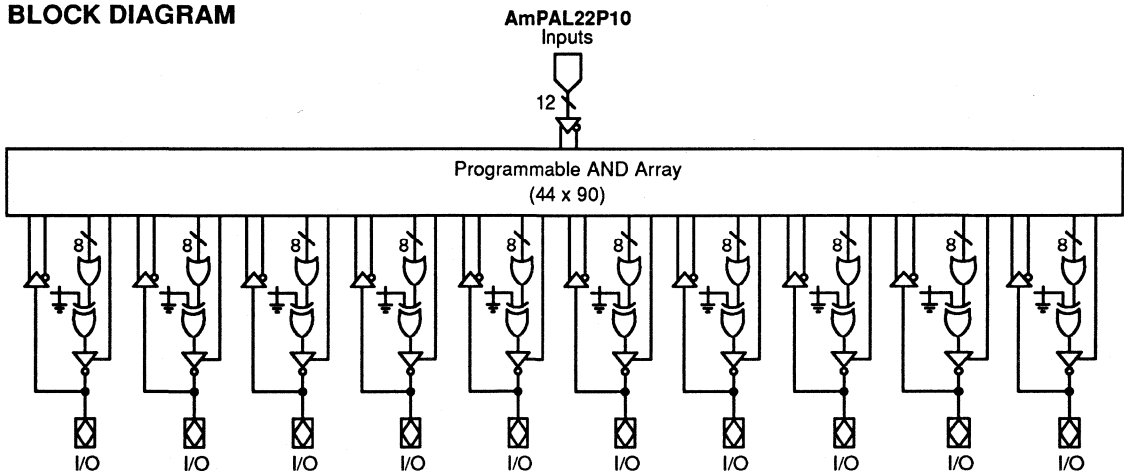 BLOCK DIAGRAM
AmPAL22P10
Inputs
12
Programmable AND Array
(44 x 90)
8 8 8 8 8 8 8 8 8 8
I/O I/O I/O I/O I/O I/O I/O I/O I/O I/O